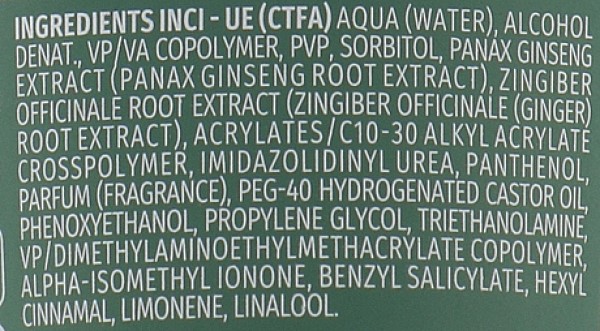 INGREDIENTS INCI - UE (CTFA) AQUA (WATER), ALCOHOL
DENAT., VP/VA COPOLYMER, PVP, SORBITOL, PANAX GINSENG
EXTRACT (PANAX GINSENG ROOT EXTRACT), ZINGIBER
OFFICINALE ROOT EXTRACT (ZINGIBER OFFICINALE (GINGER)
ROOT EXTRACT), ACRYLATES/C10-30 ALKYL ACRYLATE
CROSSPOLYMER, IMIDAZOLIDINYL UREA, PANTHENOL,
PARFUM (FRAGRANCE), PEG-40 HYDROGENATED CASTOR OIL,
PHENOXYETHANOL, PROPYLENE GLYCOL, TRIETHANOLAMINE,
VP/DIMETHYLAMINOETHYLMETHACRYLATE COPOLYMER,
ALPHA-ISOMETHYL IONONE, BENZYL SALICYLATE, HEXYL
CINNAMAL, LIMONENE, LINALOOL.